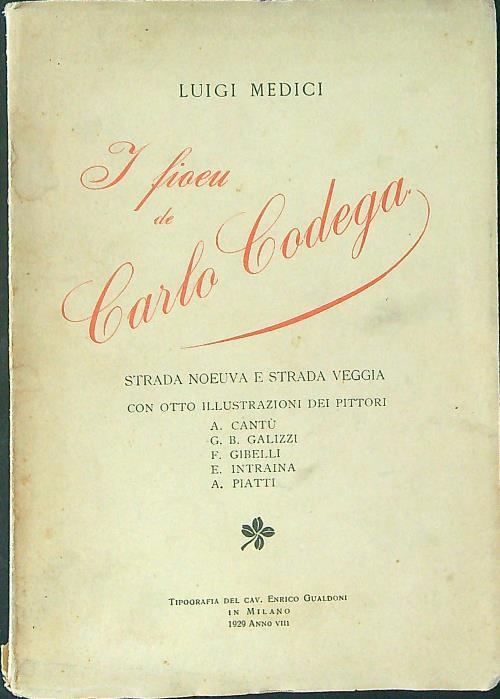 LUIGI MEDICI
I fioeu
de
Carlo Codega
STRADA NOEUVA E STRADA VEGGIA
CON OTTO ILLUSTRAZIONI DEI PITTORI
A. CANTÙ
G. B. GALIZZI
F. GIBELLI
E. INTRAINA
A. PIATTI
TIPOGRAFIA DEL CAV. ENRICO GUALDONI
IN MILANO
1929 ANNO VIII